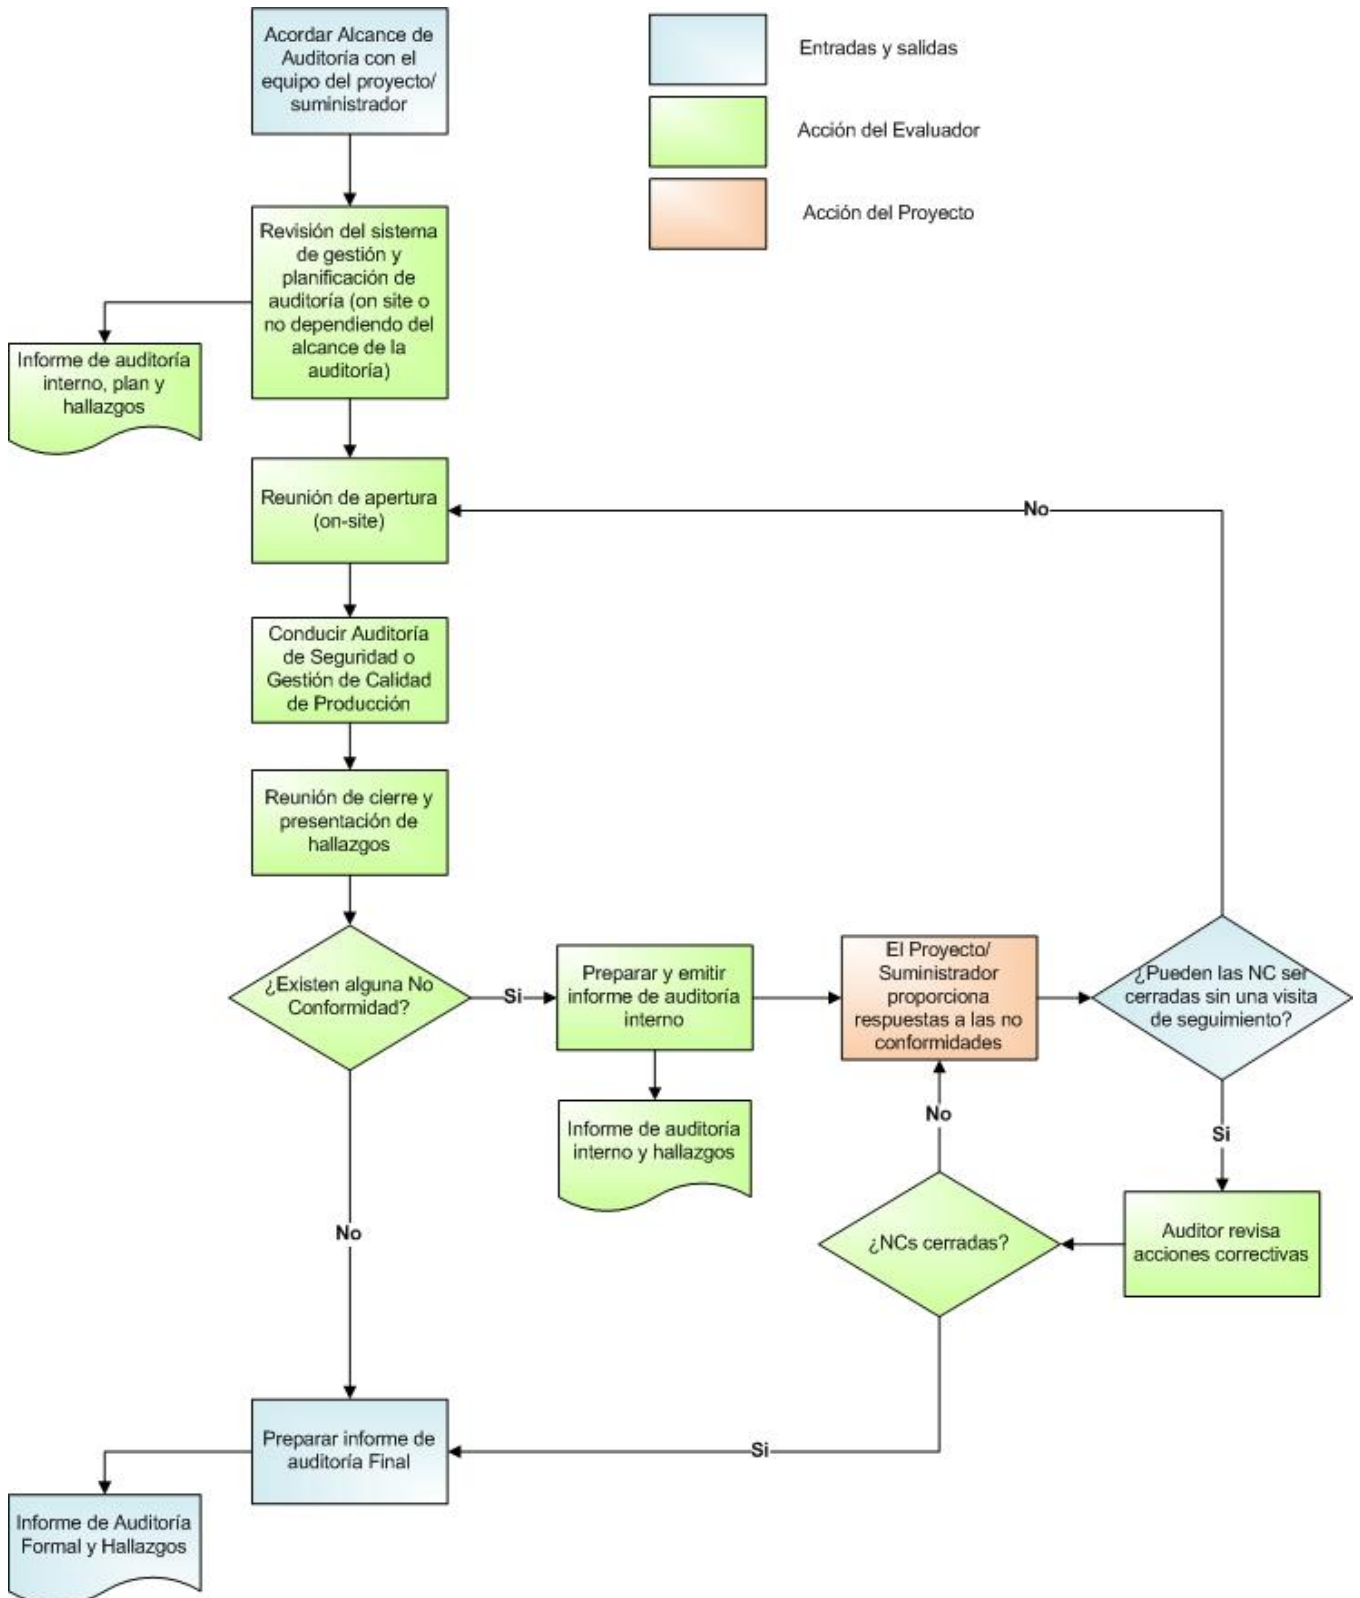 Acordar Alcance de
Auditoría con el
equipo del proyecto/
suministrador
Entradas y salidas
Acción del Evaluador
Acción del Proyecto
Revisión del sistema
de gestión y
planificación de
auditoría (on site o
no dependiendo del
alcance de la
auditoría)
Informe de auditoría
interno, plan y
hallazgos
Reunión de apertura
(on-site)
No
Conducir Auditoría
de Seguridad o
Gestión de Calidad
de Producción
Reunión de cierre y
presentación de
hallazgos
¿Existen alguna No
Conformidad?
Si
Preparar y emitir
informe de auditoría
interno
El Proyecto/
Suministrador
proporciona
respuestas a las no
conformidades
¿Pueden las NC ser
cerradas sin una visita
de seguimiento?
Informe de auditoría
interno y hallazgos
No
Si
No
¿NCs cerradas?
Auditor revisa
acciones correctivas
Preparar informe de
auditoría Final
Si
Informe de Auditoría
Formal y Hallazgos